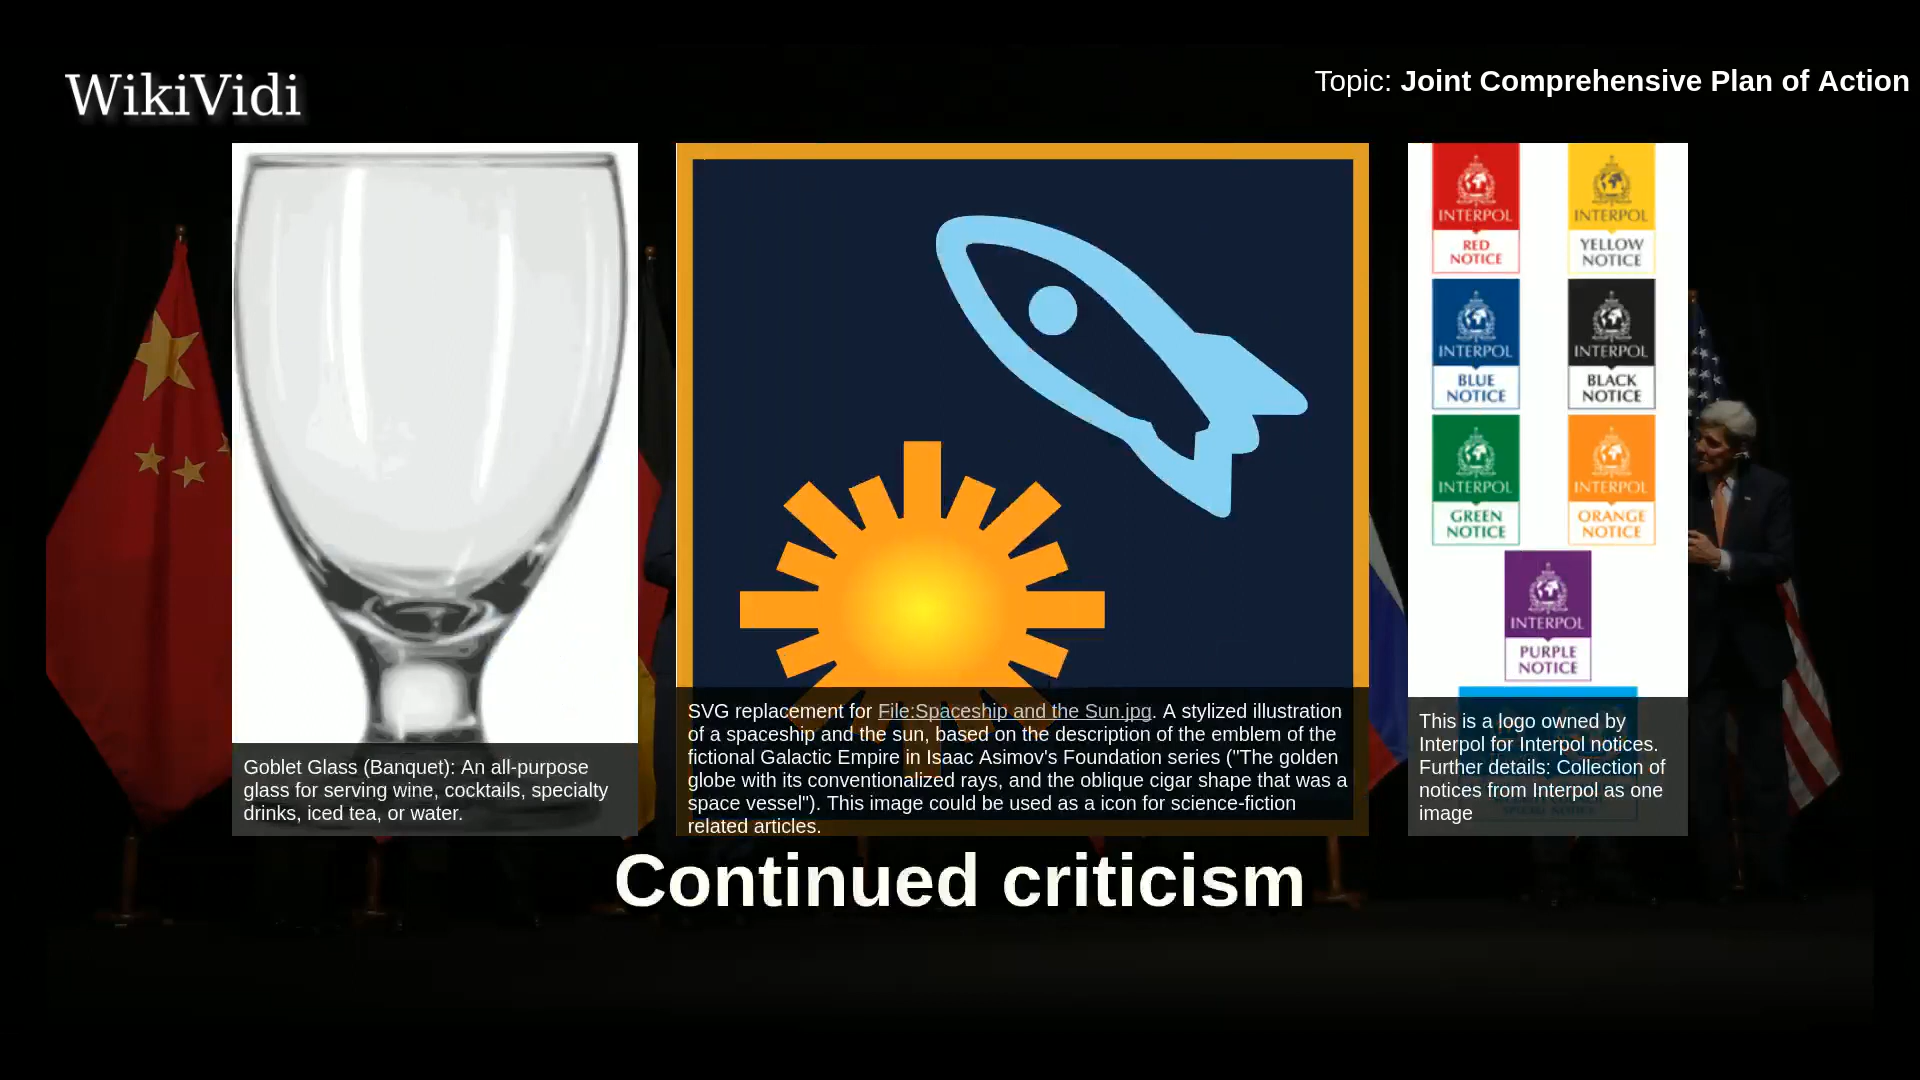 WikiVidi
Topic: Joint Comprehensive Plan of Action
Goblet Glass (Banquet): An all-purpose
glass for serving wine, cocktails, specialty
drinks, iced tea, or water.
SVG replacement for File:Spaceship and the Sun.jpg. A stylized illustration
of a spaceship and the sun, based on the description of the emblem of the
fictional Galactic Empire in Isaac Asimov's Foundation series ("The golden
globe with its conventionalized rays, and the oblique cigar shape that was a
space vessel"). This image could be used as a icon for science-fiction
related articles.
INTERPOL
RED
NOTICE
INTERPOL
YELLOW
NOTICE
INTERPOL
BLUE
NOTICE
INTERPOL
BLACK
NOTICE
INTERPOL
GREEN
NOTICE
INTERPOL
ORANGE
NOTICE
INTERPOL
PURPLE
NOTICE
This is a logo owned by
Interpol for Interpol notices.
Further details: Collection of
notices from Interpol as one
image
Continued criticism